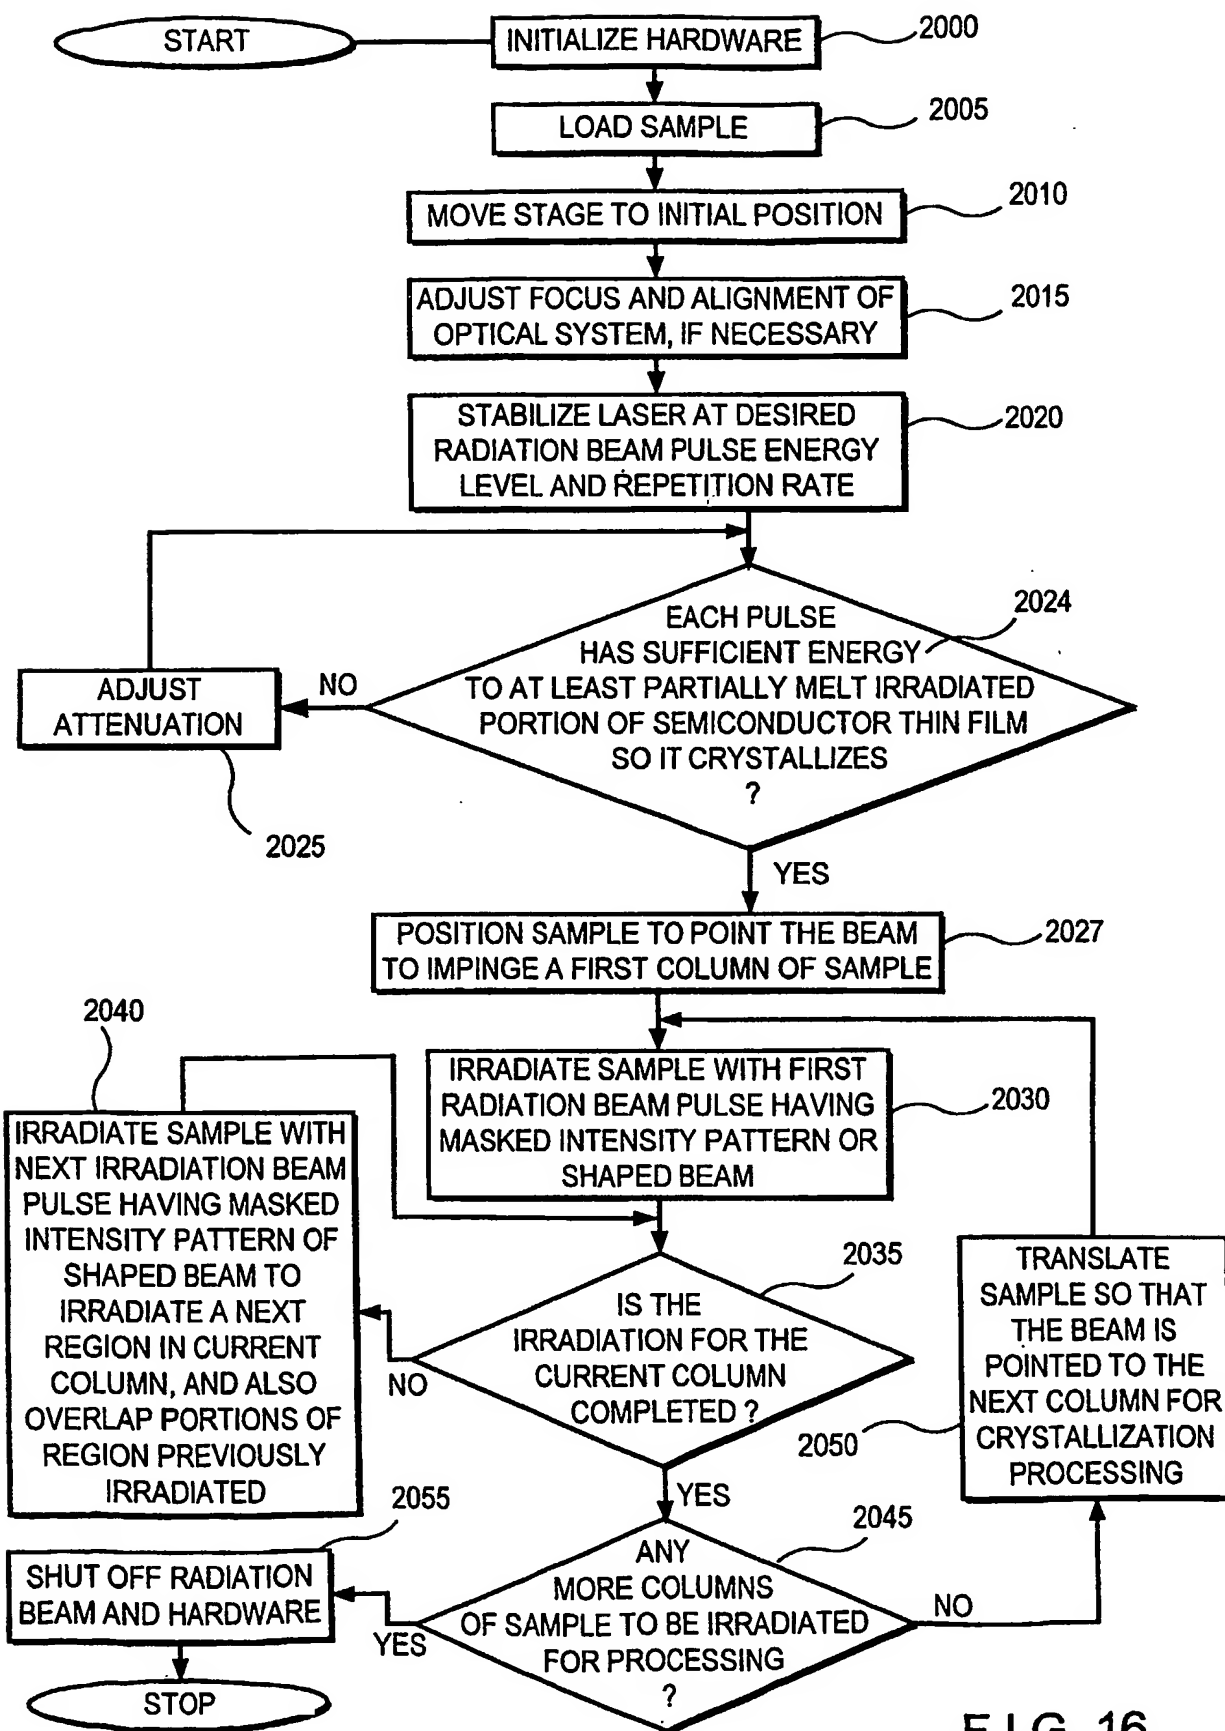 START
INITIALIZE HARDWARE
2000
LOAD SAMPLE
2005
MOVE STAGE TO INITIAL POSITION
2010
ADJUST FOCUS AND ALIGNMENT OF
OPTICAL SYSTEM, IF NECESSARY
2015
STABILIZE LASER AT DESIRED
RADIATION BEAM PULSE ENERGY
LEVEL AND REPETITION RATE
2020
EACH PULSE
HAS SUFFICIENT ENERGY
TO AT LEAST PARTIALLY MELT IRRADIATED
PORTION OF SEMICONDUCTOR THIN FILM
SO IT CRYSTALLIZES
?
2024
NO
ADJUST
ATTENUATION
2025
YES
POSITION SAMPLE TO POINT THE BEAM
TO IMPINGE A FIRST COLUMN OF SAMPLE
2027
IRRADIATE SAMPLE WITH FIRST
RADIATION BEAM PULSE HAVING
MASKED INTENSITY PATTERN OR
SHAPED BEAM
2030
2040
IRRADIATE SAMPLE WITH
NEXT IRRADIATION BEAM
PULSE HAVING MASKED
INTENSITY PATTERN OF
SHAPED BEAM TO
IRRADIATE A NEXT
REGION IN CURRENT
COLUMN, AND ALSO
OVERLAP PORTIONS OF
REGION PREVIOUSLY
IRRADIATED
IS THE
IRRADIATION FOR THE
CURRENT COLUMN
COMPLETED ?
2035
NO
YES
TRANSLATE
SAMPLE SO THAT
THE BEAM IS
POINTED TO THE
NEXT COLUMN FOR
CRYSTALLIZATION
PROCESSING
2050
ANY
MORE COLUMNS
OF SAMPLE TO BE IRRADIATED
FOR PROCESSING
?
2045
NO
YES
2055
SHUT OFF RADIATION
BEAM AND HARDWARE
STOP
FIG. 16